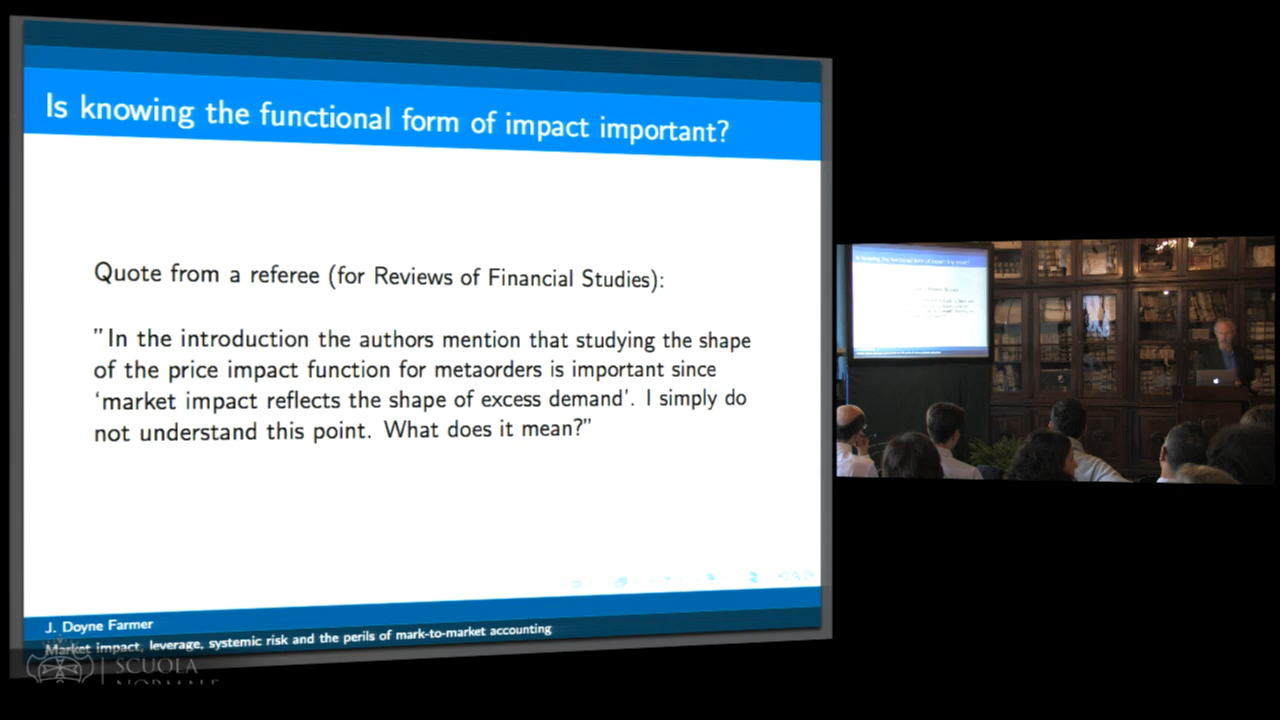 Is knowing the functional form of impact important?
Quote from a referee (for Reviews of Financial Studies):
"In the introduction the authors mention that studying the shape
of the price impact function for metaorders is important since
‘market impact reflects the shape of excess demand’. I simply do
not understand this point. What does it mean?"
J. Doyne Farmer
Market impact, leverage, systemic risk and the perils of mark-to-market accounting
SCUOLA
NORMALE